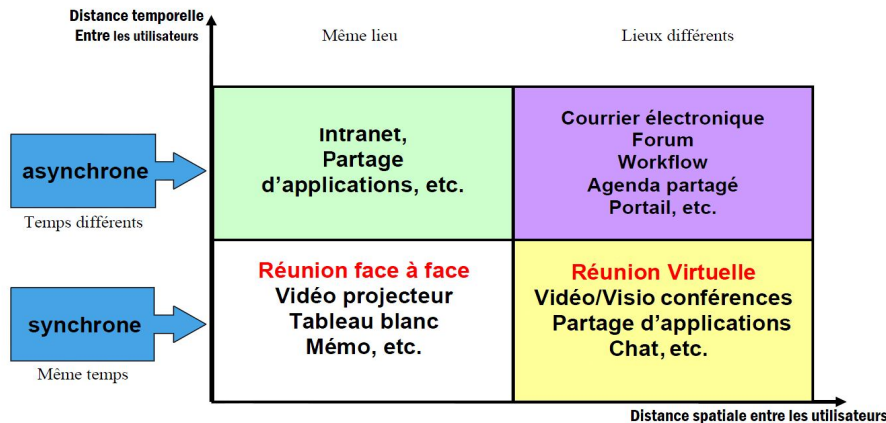 Distance temporelle
Entre les utilisateurs
Même lieu
Lieux différents
asynchrone
Temps différents
Intranet,
Partage
d'applications, etc.
Courrier électronique
Forum
Workflow
Agenda partagé
Portail, etc.
synchrone
Même temps
Réunion face à face
Vidéo projecteur
Tableau blanc
Mémo, etc.
Réunion Virtuelle
Vidéo/Visio conférences
Partage d'applications
Chat, etc.
Distance spatiale entre les utilisateurs